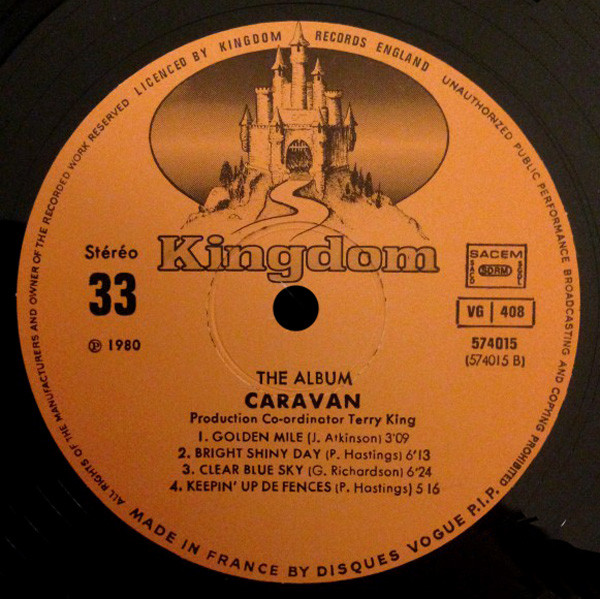 LICENCED BY KINGDOM RECORDS ENGLAND
UNAUTHORIZED PUBLIC PERFORMANCE BROADCASTING AND COPYING PROHIBITED
ALL RIGHTS OF THE MANUFACTURERS AND OWNER OF THE RECORDED WORK RESERVED
Kingdom
Stéréo
33
℗ 1980
SACEM
SACD
SDRM
SGDL
VG | 408
574015
(574015 B)
THE ALBUM
CARAVAN
Production Co-ordinator Terry King
1. GOLDEN MILE (J. Atkinson) 3'09
2. BRIGHT SHINY DAY (P. Hastings) 6'13
3. CLEAR BLUE SKY (G. Richardson) 6'24
4. KEEPIN' UP DE FENCES (P. Hastings) 5 16
MADE IN FRANCE BY DISQUES VOGUE P.I.P.